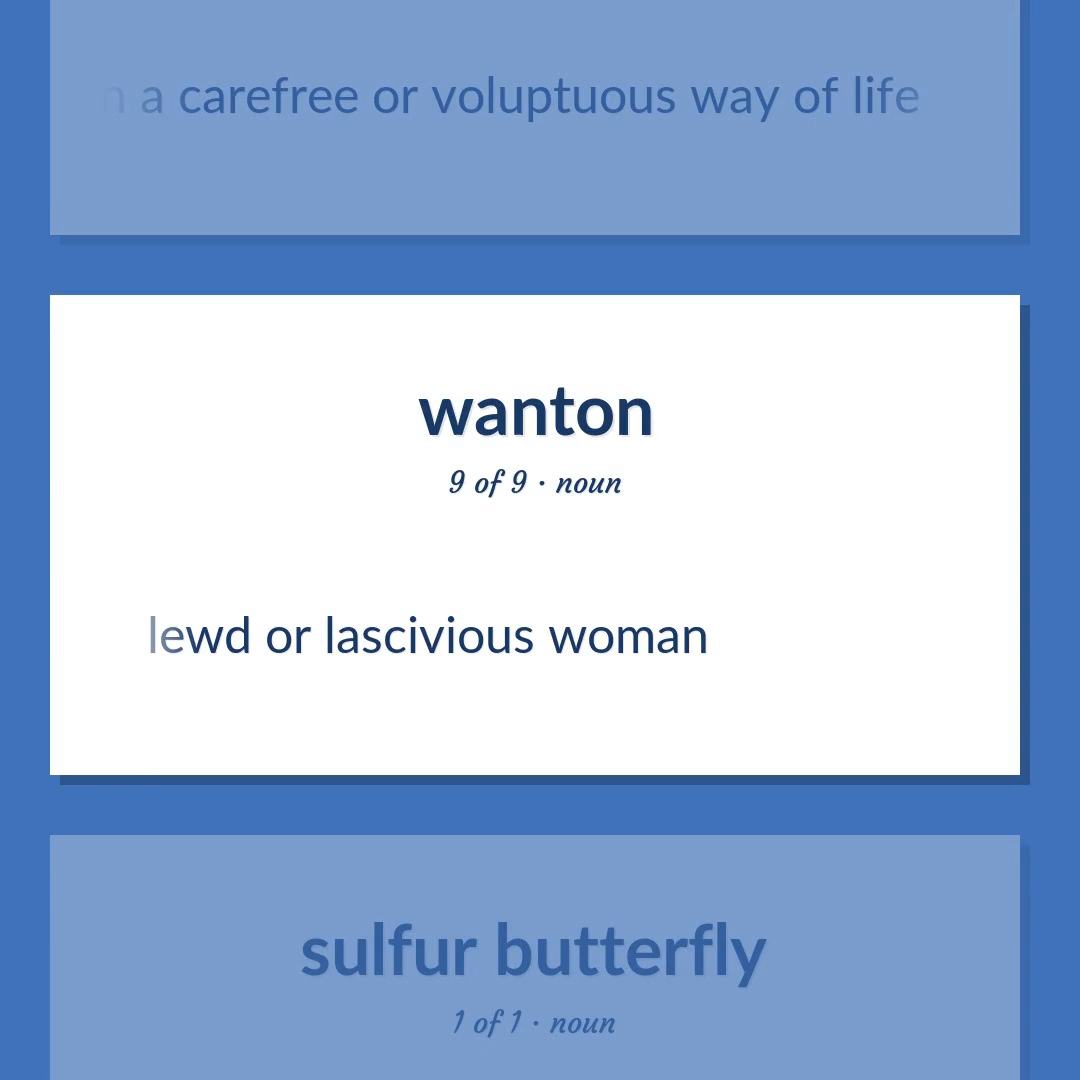 a carefree or voluptuous way of life
wanton
9 of 9 · noun
lewd or lascivious woman
sulfur butterfly
1 of 1 · noun